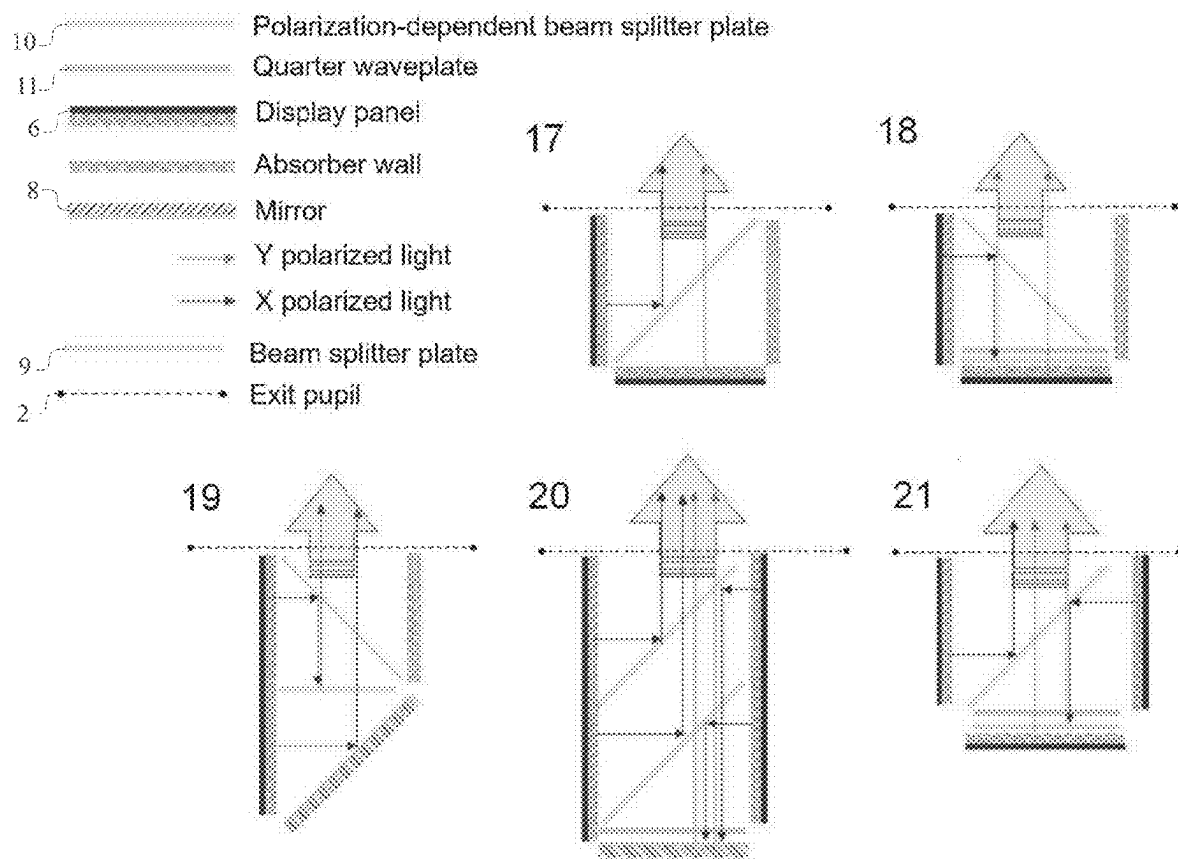 10 Polarization-dependent beam splitter plate
11 Quarter waveplate
6 Display panel
Absorber wall
8 Mirror
Y polarized light
X polarized light
9 Beam splitter plate
2 Exit pupil
17
18
19
20
21